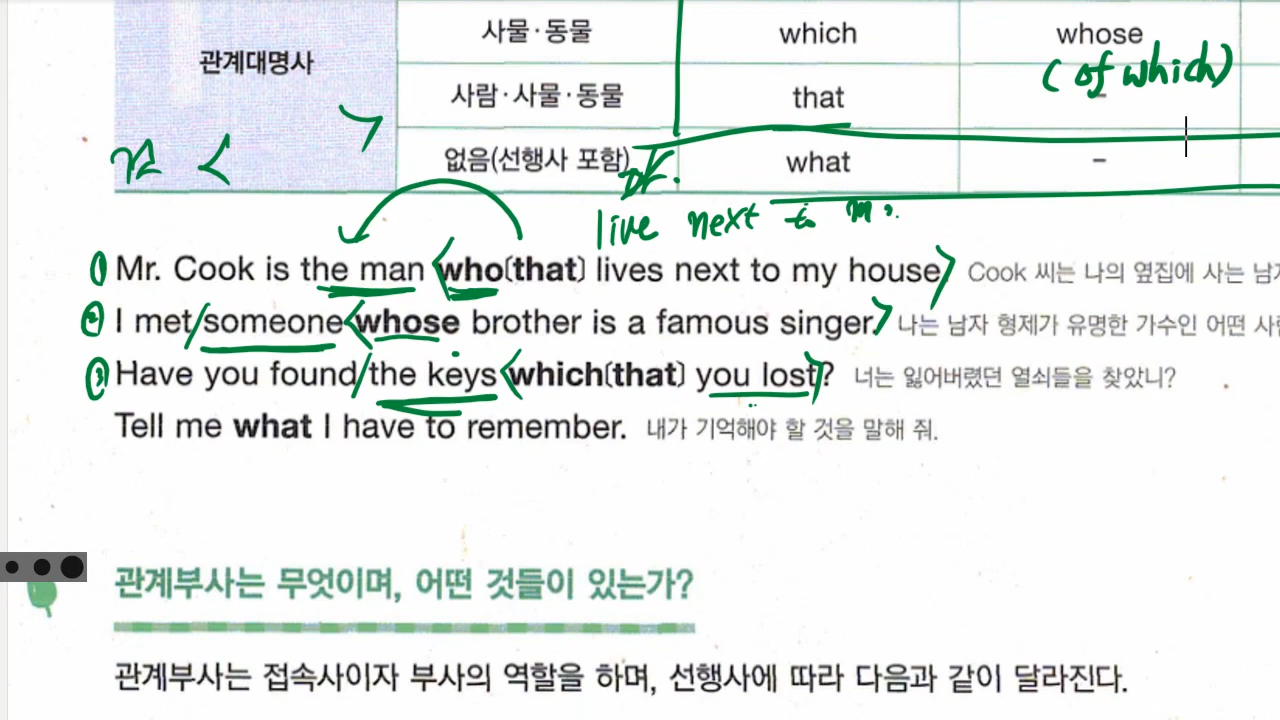 사물·동물 which whose
관계대명사 (of which)
사람·사물·동물 that –
없음(선행사 포함) what –
live next to
① Mr. Cook is the man who(that) lives next to my house. Cook 씨는 나의 옆집에 사는 남자
② I met someone whose brother is a famous singer. 나는 남자 형제가 유명한 가수인 어떤 사람
③ Have you found the keys which(that) you lost? 너는 잃어버렸던 열쇠들을 찾았니?
Tell me what I have to remember. 내가 기억해야 할 것을 말해 줘.
관계부사는 무엇이며, 어떤 것들이 있는가?
관계부사는 접속사이자 부사의 역할을 하며, 선행사에 따라 다음과 같이 달라진다.